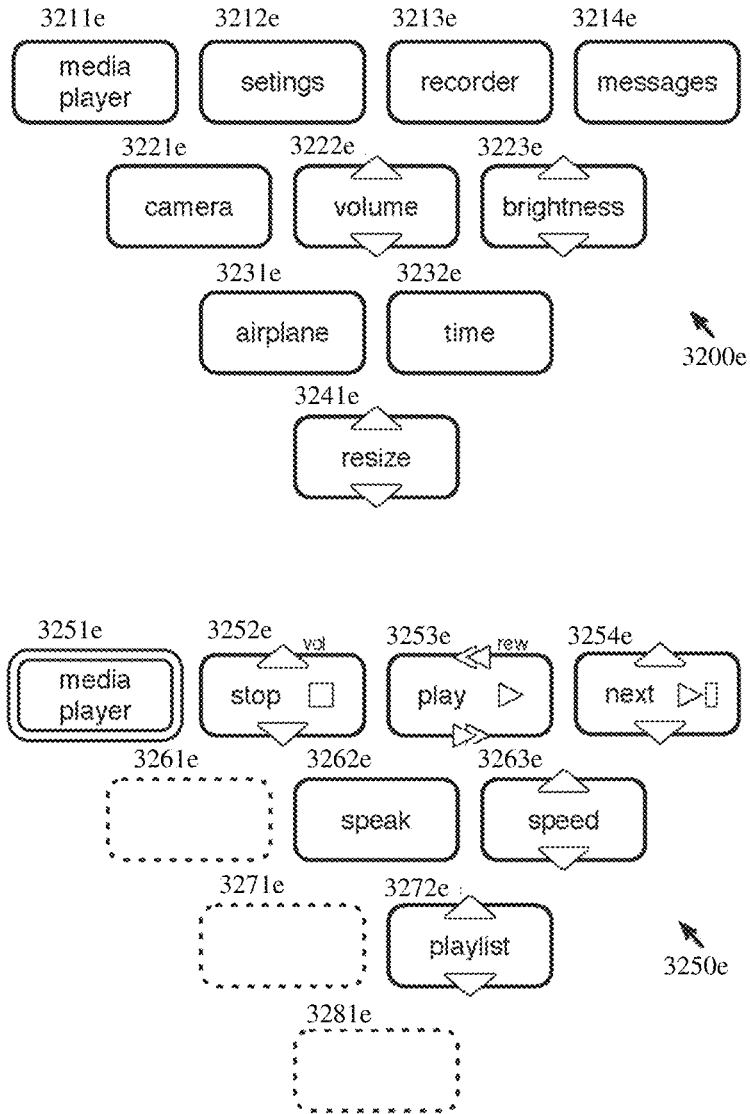 3211e 3212e 3213e 3214e
media
player
setings
recorder
messages
3221e 3222e 3223e
camera
volume
brightness
3231e 3232e
airplane
time
3200e
3241e
resize
3251e 3252e 3253e 3254e
media
player
vol
stop
rew
play
next
3261e 3262e 3263e
speak
speed
3271e 3272e
playlist
3250e
3281e